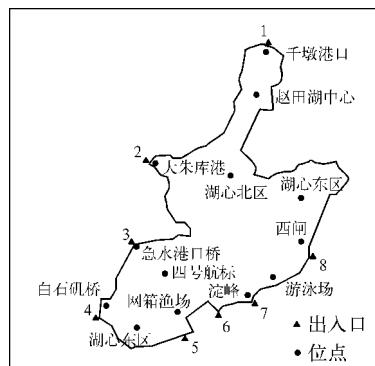 1
千墩港口
赵田湖中心
2
大朱库港
湖心北区
湖心东区
3
急水港口桥
西闸
四号航标
8
白石矶桥
网箱渔场
淀峰
游泳场
4
湖心东区
5
6
7
▲出入口
●位点